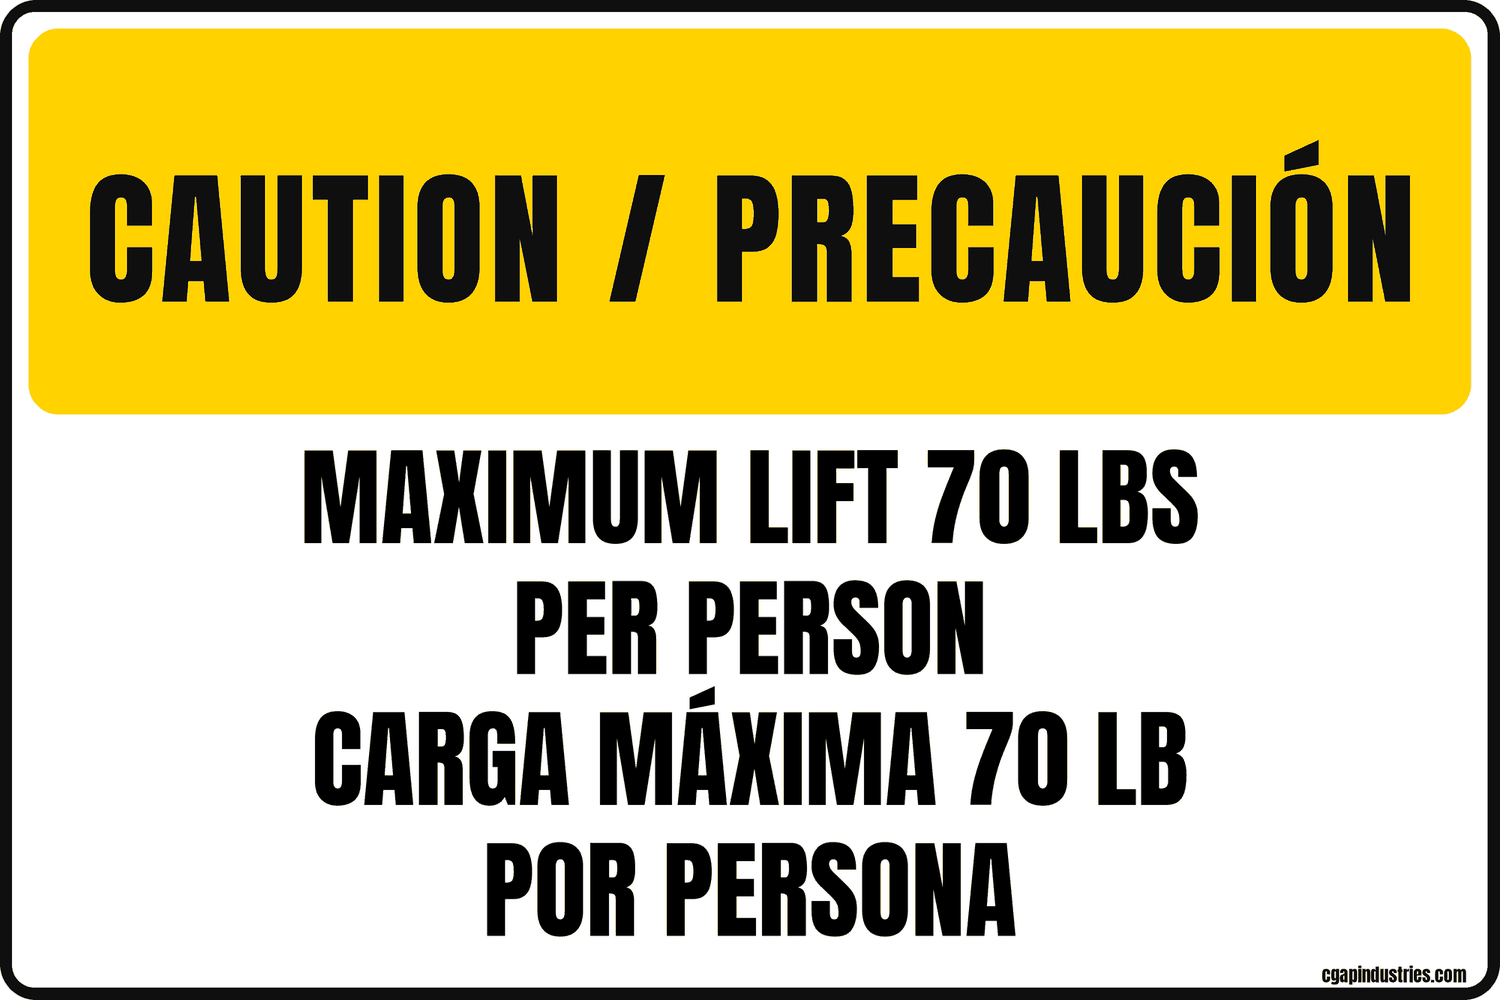 CAUTION / PRECAUCIÓN
MAXIMUM LIFT 70 LBS
PER PERSON
CARGA MÁXIMA 70 LB
POR PERSONA
cgapindustries.com